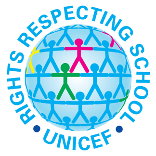 RIGHTS RESPECTING SCHOOL
• UNICEF •